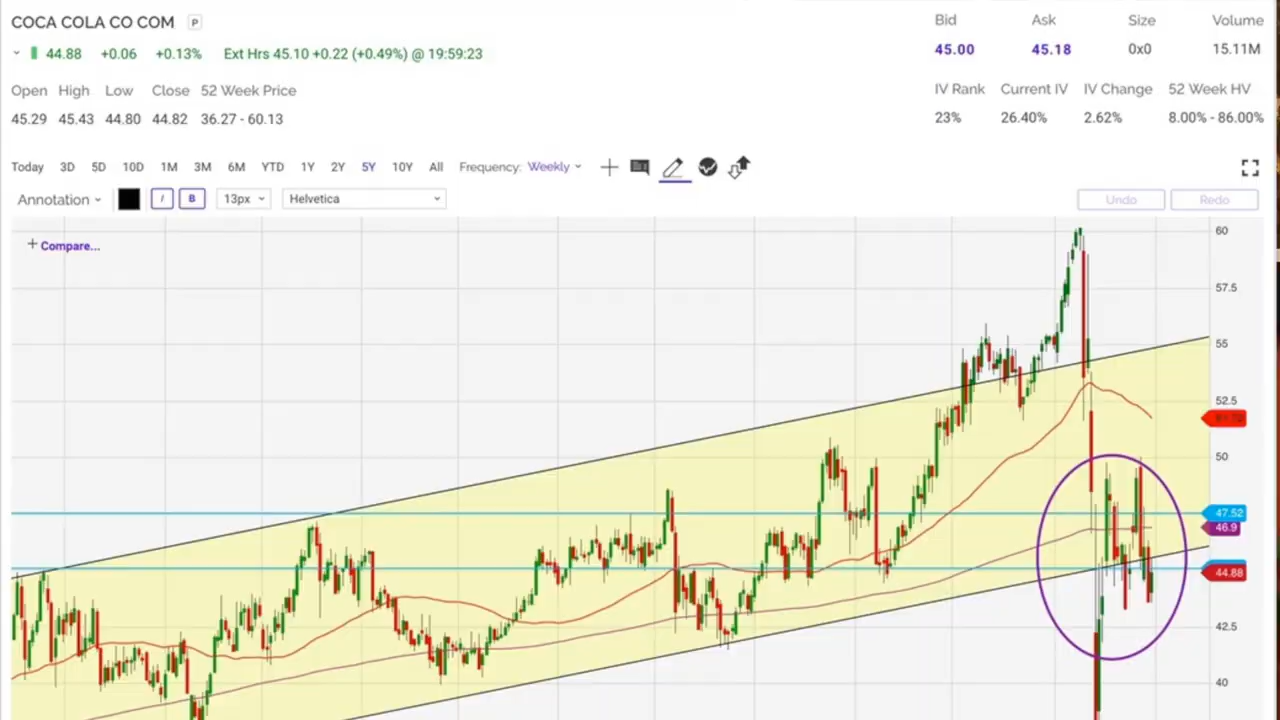 COCA COLA CO COM P
Bid Ask Size Volume
44.88 +0.06 +0.13% Ext Hrs 45.10 +0.22 (+0.49%) @ 19:59:23
45.00 45.18 0x0 15.11M
Open High Low Close 52 Week Price
IV Rank Current IV IV Change 52 Week HV
45.29 45.43 44.80 44.82 36.27 - 60.13
23% 26.40% 2.62% 8.00% - 86.00%
Today 3D 5D 10D 1M 3M 6M YTD 1Y 2Y 5Y 10Y All Frequency: Weekly
Annotation I B 13px Helvetica Undo Redo
+ Compare...
60
57.5
55
52.5
50
47.52
46.9
44.88
42.5
40